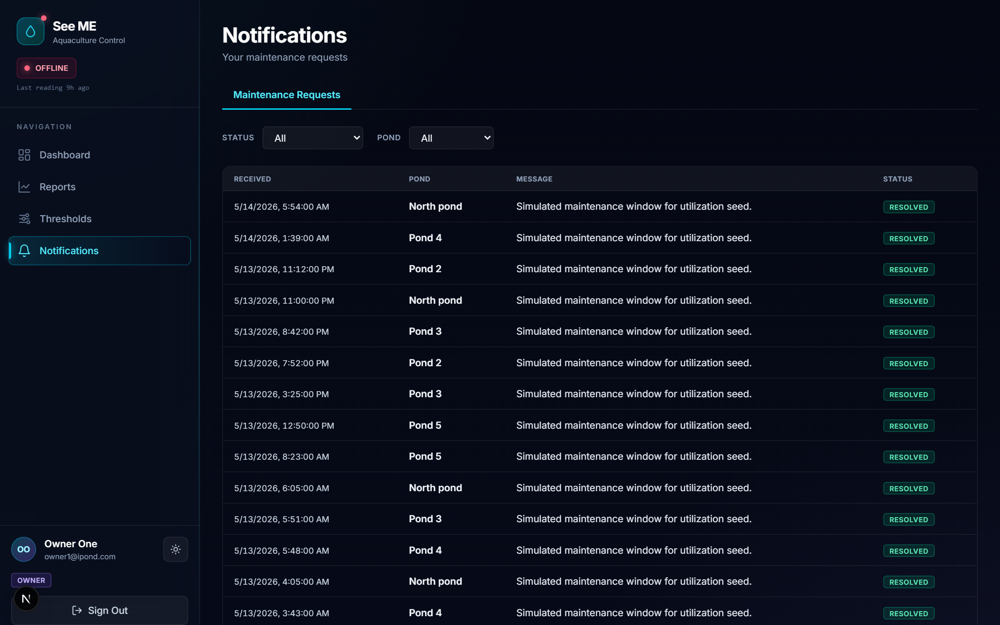 See ME
Aquaculture Control
OFFLINE
Last reading 9h ago
NAVIGATION
Dashboard
Reports
Thresholds
Notifications
OO
Owner One
owner1@ipond.com
OWNER
N
Sign Out
Notifications
Your maintenance requests
Maintenance Requests
STATUS All POND All
RECEIVED POND MESSAGE STATUS
5/14/2026, 5:54:00 AM North pond Simulated maintenance window for utilization seed. RESOLVED
5/14/2026, 1:39:00 AM Pond 4 Simulated maintenance window for utilization seed. RESOLVED
5/13/2026, 11:12:00 PM Pond 2 Simulated maintenance window for utilization seed. RESOLVED
5/13/2026, 11:00:00 PM North pond Simulated maintenance window for utilization seed. RESOLVED
5/13/2026, 8:42:00 PM Pond 3 Simulated maintenance window for utilization seed. RESOLVED
5/13/2026, 7:52:00 PM Pond 2 Simulated maintenance window for utilization seed. RESOLVED
5/13/2026, 3:25:00 PM Pond 3 Simulated maintenance window for utilization seed. RESOLVED
5/13/2026, 12:50:00 PM Pond 5 Simulated maintenance window for utilization seed. RESOLVED
5/13/2026, 8:23:00 AM Pond 5 Simulated maintenance window for utilization seed. RESOLVED
5/13/2026, 6:05:00 AM North pond Simulated maintenance window for utilization seed. RESOLVED
5/13/2026, 5:51:00 AM Pond 3 Simulated maintenance window for utilization seed. RESOLVED
5/13/2026, 5:48:00 AM Pond 4 Simulated maintenance window for utilization seed. RESOLVED
5/13/2026, 4:05:00 AM North pond Simulated maintenance window for utilization seed. RESOLVED
5/13/2026, 3:43:00 AM Pond 4 Simulated maintenance window for utilization seed. RESOLVED